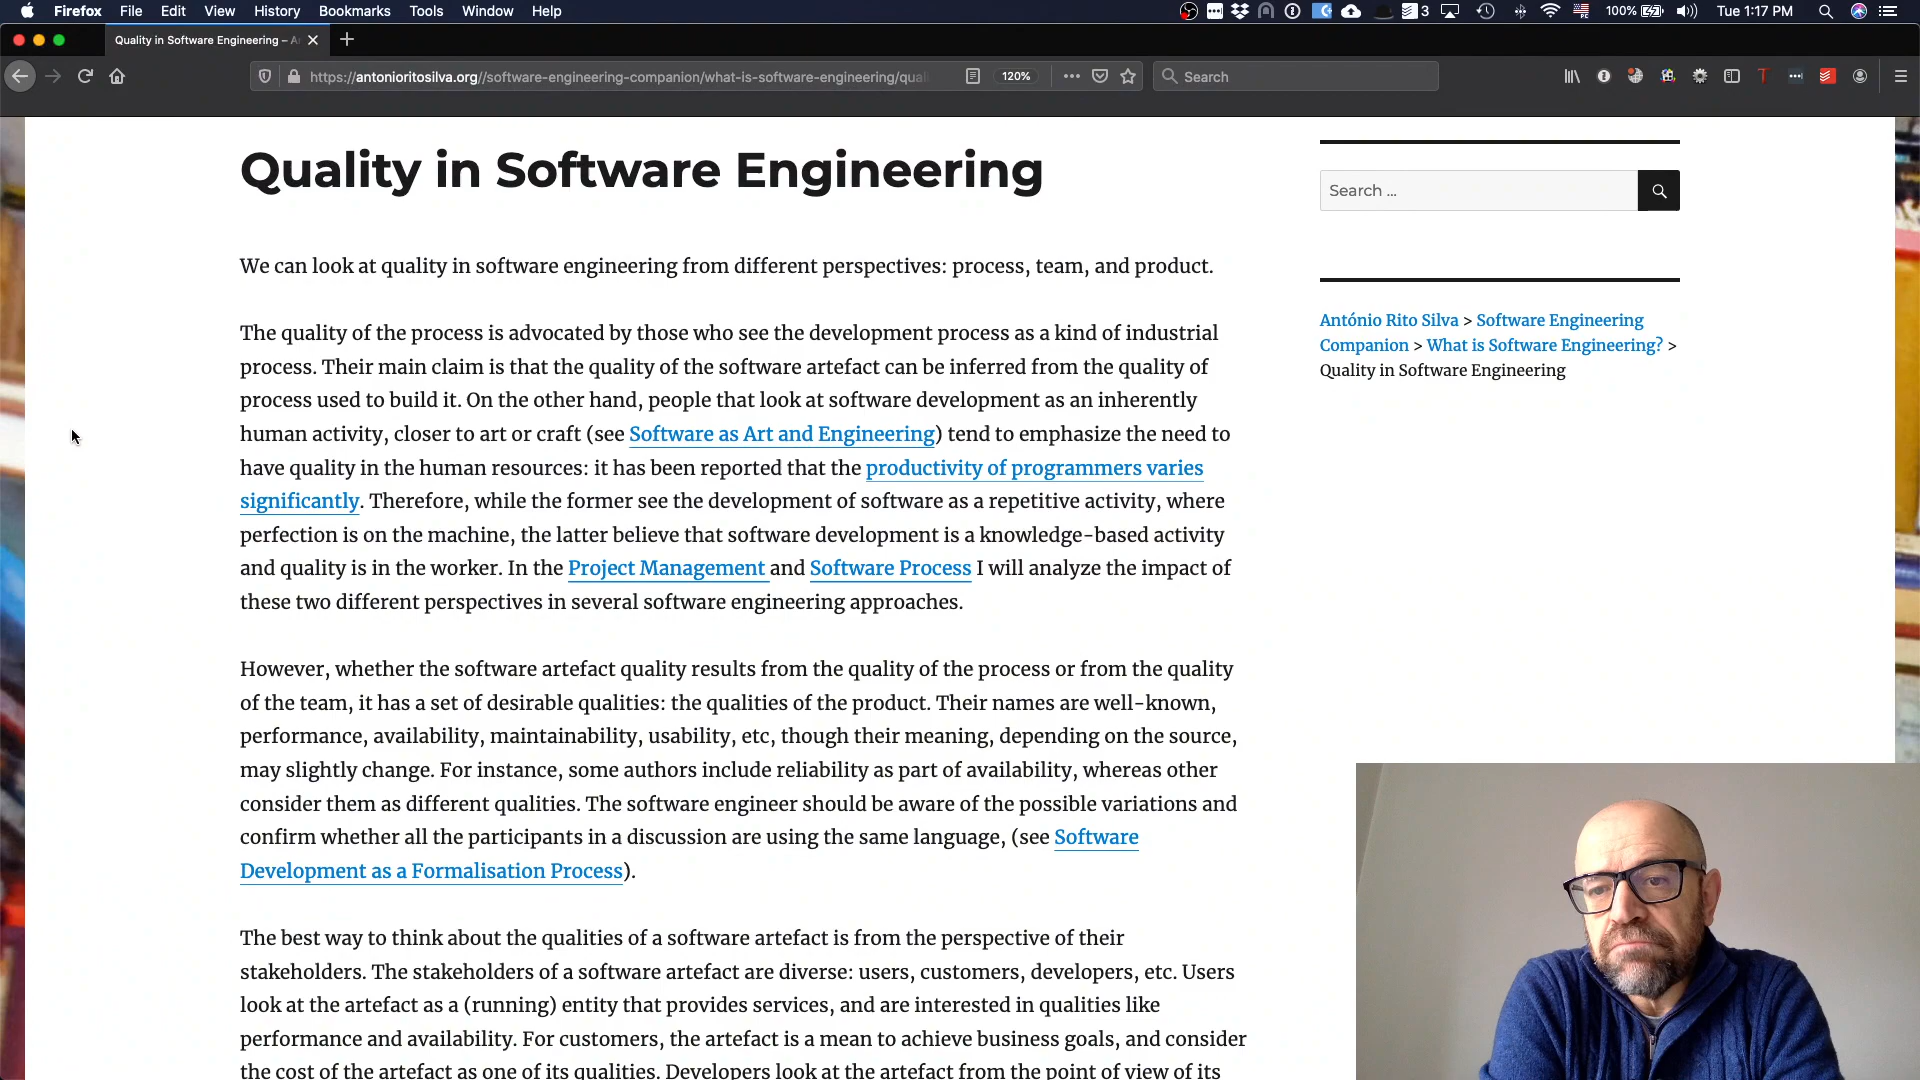 Firefox File Edit View History Bookmarks Tools Window Help 3 100% Tue 1:17 PM
Quality in Software Engineering –
https://antonioritosilva.org//software-engineering-companion/what-is-software-engineering/qual 120% Search
Quality in Software Engineering
We can look at quality in software engineering from different perspectives: process, team, and product.
The quality of the process is advocated by those who see the development process as a kind of industrial
process. Their main claim is that the quality of the software artefact can be inferred from the quality of
process used to build it. On the other hand, people that look at software development as an inherently
human activity, closer to art or craft (see Software as Art and Engineering) tend to emphasize the need to
have quality in the human resources: it has been reported that the productivity of programmers varies
significantly. Therefore, while the former see the development of software as a repetitive activity, where
perfection is on the machine, the latter believe that software development is a knowledge-based activity
and quality is in the worker. In the Project Management and Software Process I will analyze the impact of
these two different perspectives in several software engineering approaches.
However, whether the software artefact quality results from the quality of the process or from the quality
of the team, it has a set of desirable qualities: the qualities of the product. Their names are well-known,
performance, availability, maintainability, usability, etc, though their meaning, depending on the source,
may slightly change. For instance, some authors include reliability as part of availability, whereas other
consider them as different qualities. The software engineer should be aware of the possible variations and
confirm whether all the participants in a discussion are using the same language, (see Software
Development as a Formalisation Process).
The best way to think about the qualities of a software artefact is from the perspective of their
stakeholders. The stakeholders of a software artefact are diverse: users, customers, developers, etc. Users
look at the artefact as a (running) entity that provides services, and are interested in qualities like
performance and availability. For customers, the artefact is a mean to achieve business goals, and consider
the cost of the artefact as one of its qualities. Developers look at the artefact from the point of view of its
Search ...
António Rito Silva > Software Engineering
Companion > What is Software Engineering? >
Quality in Software Engineering